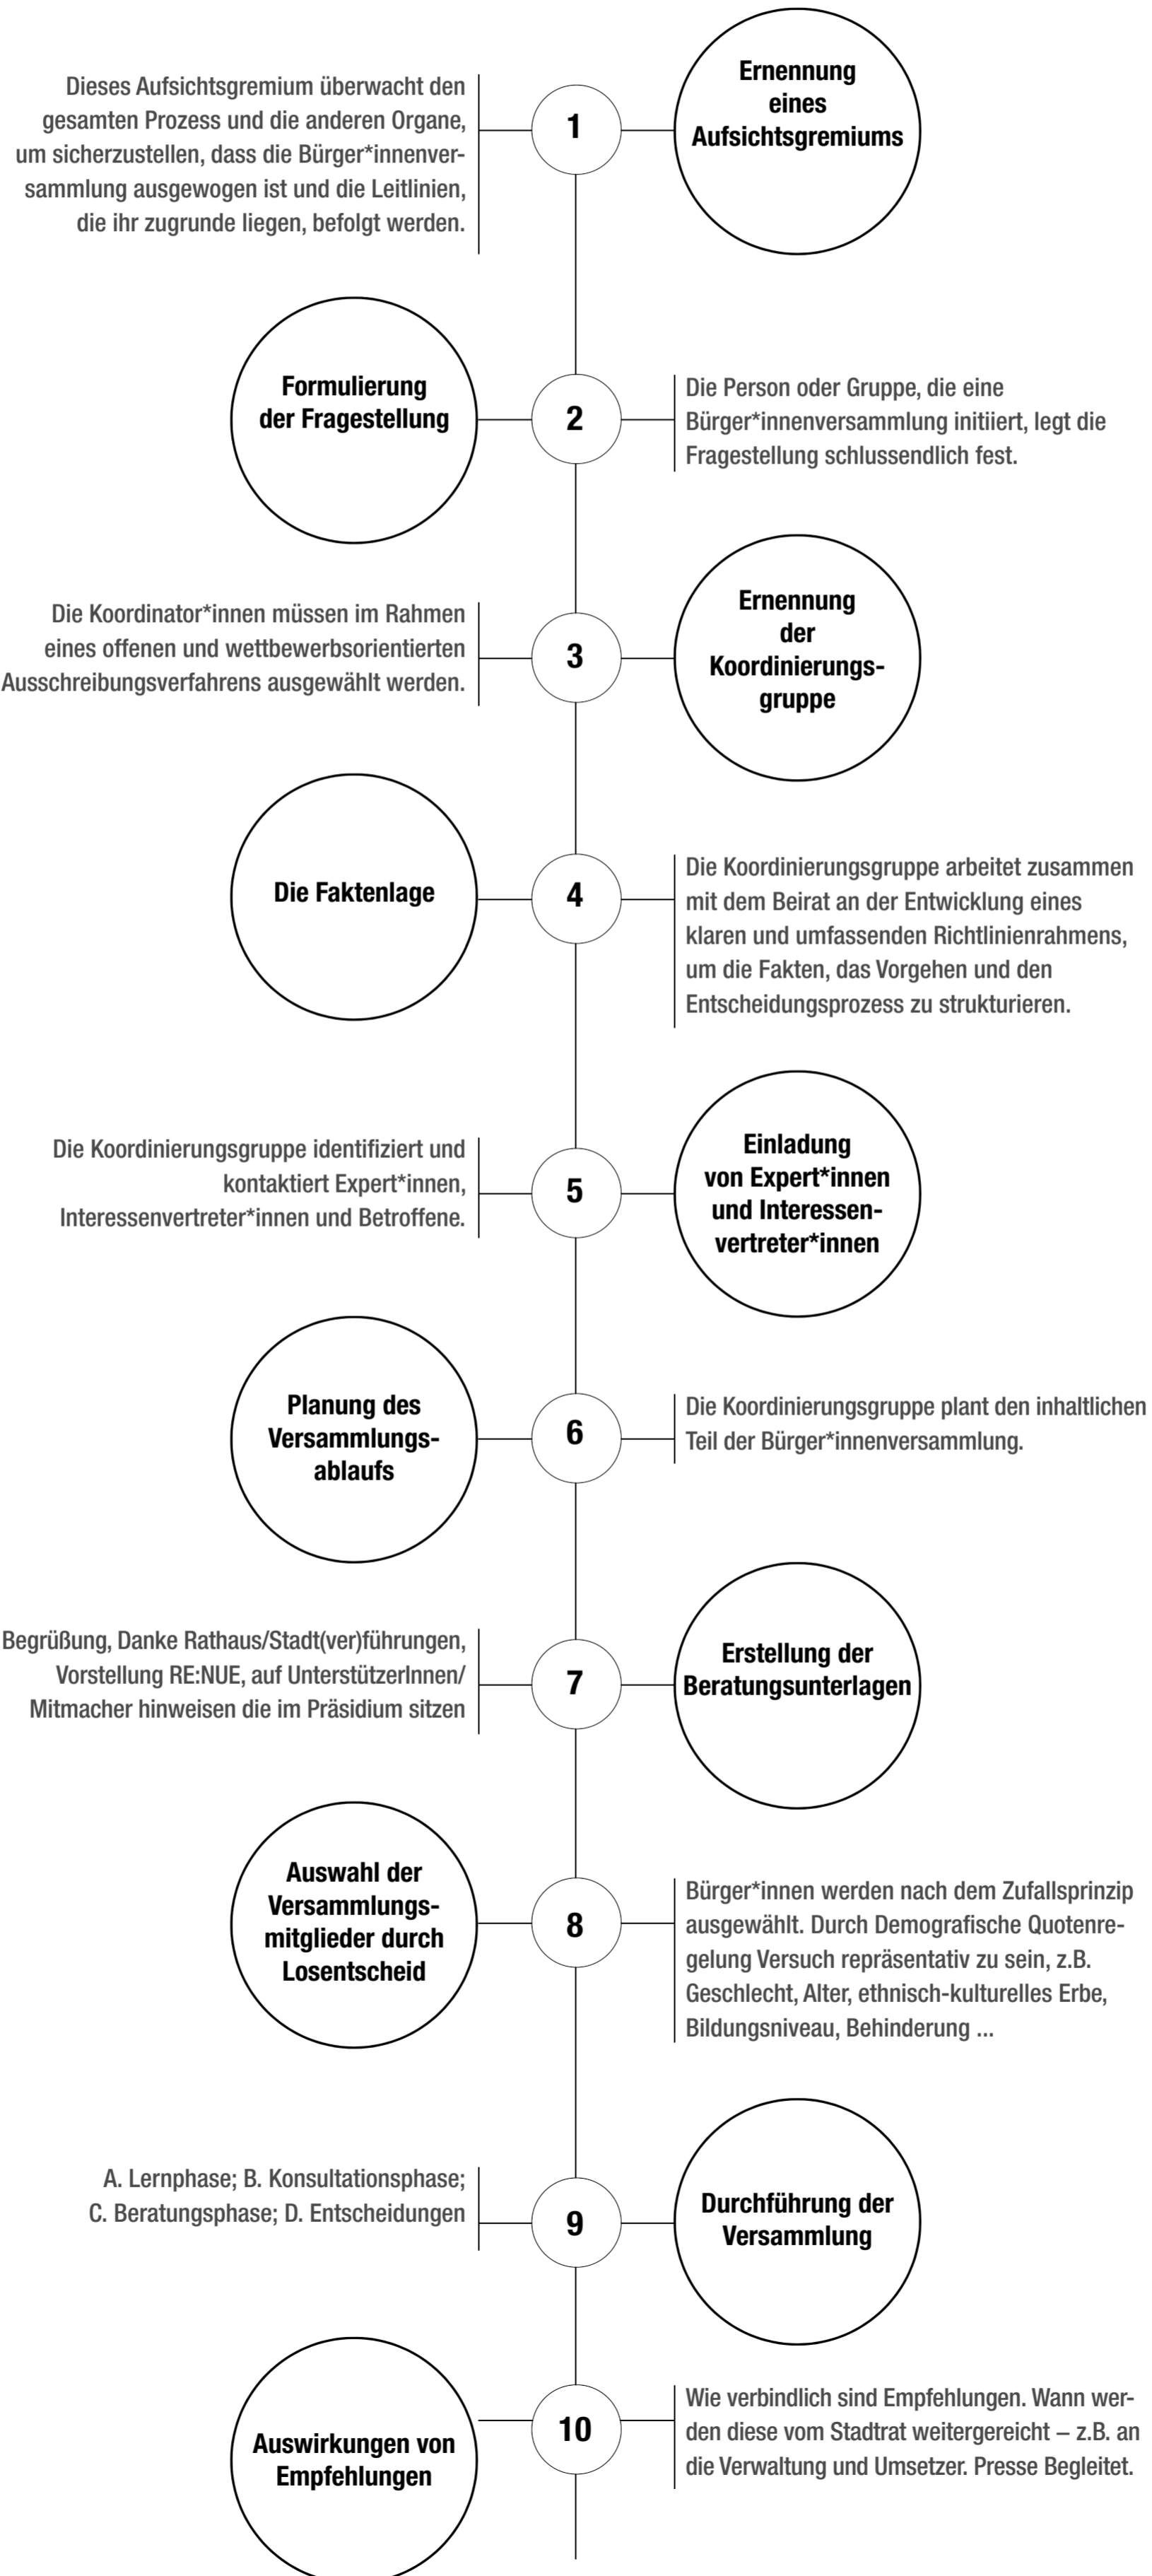 Dieses Aufsichtsgremium überwacht den
gesamten Prozess und die anderen Organe,
um sicherzustellen, dass die Bürger*innenver-
sammlung ausgewogen ist und die Leitlinien,
die ihr zugrunde liegen, befolgt werden.
1
Ernennung
eines
Aufsichtsgremiums
Formulierung
der Fragestellung
2
Die Person oder Gruppe, die eine
Bürger*innenversammlung initiiert, legt die
Fragestellung schlussendlich fest.
Die Koordinator*innen müssen im Rahmen
eines offenen und wettbewerbsorientierten
Ausschreibungsverfahrens ausgewählt werden.
3
Ernennung
der
Koordinierungs-
gruppe
Die Faktenlage
4
Die Koordinierungsgruppe arbeitet zusammen
mit dem Beirat an der Entwicklung eines
klaren und umfassenden Richtlinienrahmens,
um die Fakten, das Vorgehen und den
Entscheidungsprozess zu strukturieren.
Die Koordinierungsgruppe identifiziert und
kontaktiert Expert*innen,
Interessenvertreter*innen und Betroffene.
5
Einladung
von Expert*innen
und Interessen-
vertreter*innen
Planung des
Versammlungs-
ablaufs
6
Die Koordinierungsgruppe plant den inhaltlichen
Teil der Bürger*innenversammlung.
Begrüßung, Danke Rathaus/Stadt(ver)führungen,
Vorstellung RE:NUE, auf UnterstützerInnen/
Mitmacher hinweisen die im Präsidium sitzen
7
Erstellung der
Beratungsunterlagen
Auswahl der
Versammlungs-
mitglieder durch
Losentscheid
8
Bürger*innen werden nach dem Zufallsprinzip
ausgewählt. Durch Demografische Quotenre-
gelung Versuch repräsentativ zu sein, z.B.
Geschlecht, Alter, ethnisch-kulturelles Erbe,
Bildungsniveau, Behinderung ...
A. Lernphase; B. Konsultationsphase;
C. Beratungsphase; D. Entscheidungen
9
Durchführung der
Versammlung
Auswirkungen von
Empfehlungen
10
Wie verbindlich sind Empfehlungen. Wann wer-
den diese vom Stadtrat weitergereicht – z.B. an
die Verwaltung und Umsetzer. Presse Begleitet.